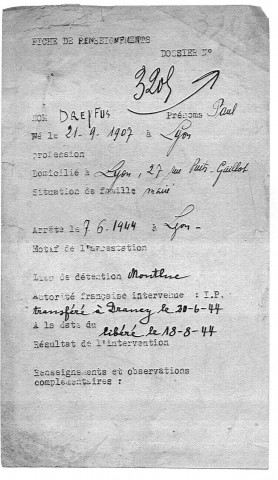 FICHE DE RENSEIGNEMENTS
DOSSIER N°
3205
NOM DREYFUS Prénoms Paul
Né le 21-9-1907 à Lyon
Profession
Domicilié à Lyon, 27 rue Puits-Gaillot
Situation de famille marié
Arrêté le 7.6.1944 à Lyon -
Motif de l'arrestation
Lieu de détention Montluc
Autorité française intervenue : I.P.
transféré à Drancy le 20-6-44
A la date du libéré le 18-8-44
Résultat de l'intervention
Renseignements et observations
complémentaires :